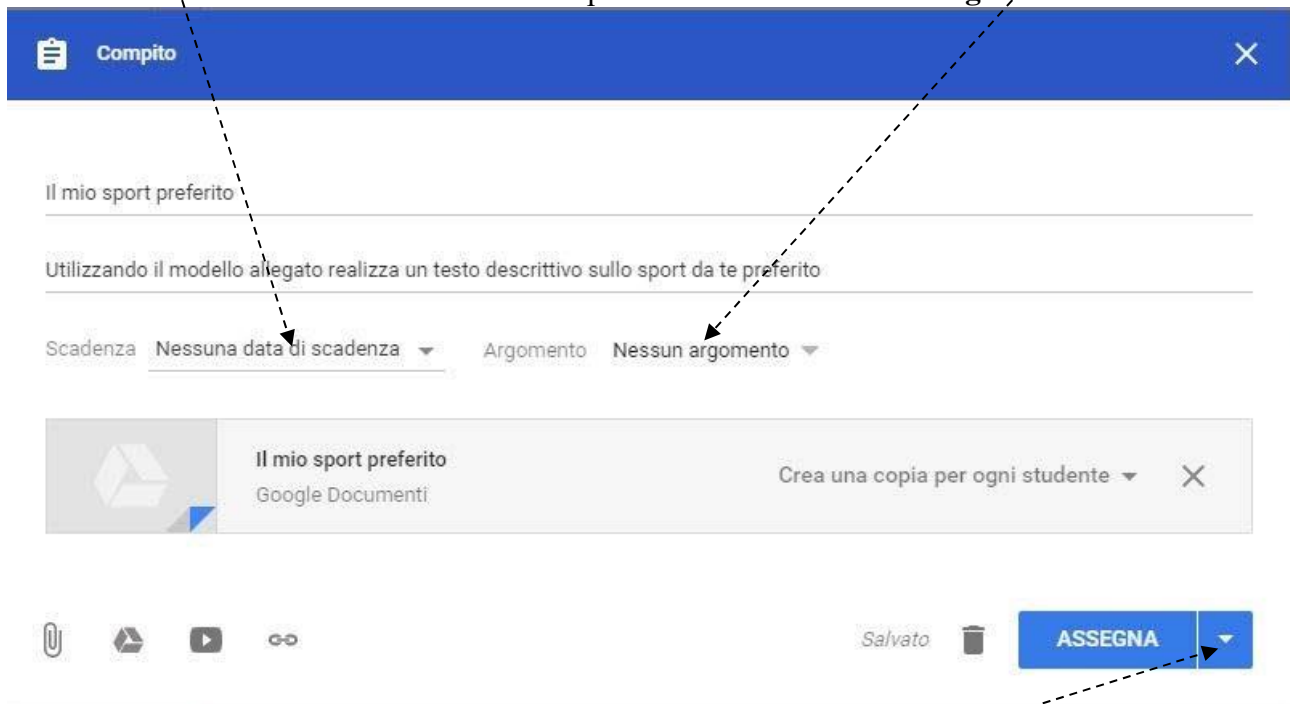 Compito
Il mio sport preferito
Utilizzando il modello allegato realizza un testo descrittivo sullo sport da te preferito
Scadenza Nessuna data di scadenza Argomento Nessun argomento
Il mio sport preferito
Google Documenti
Crea una copia per ogni studente
Salvato ASSEGNA